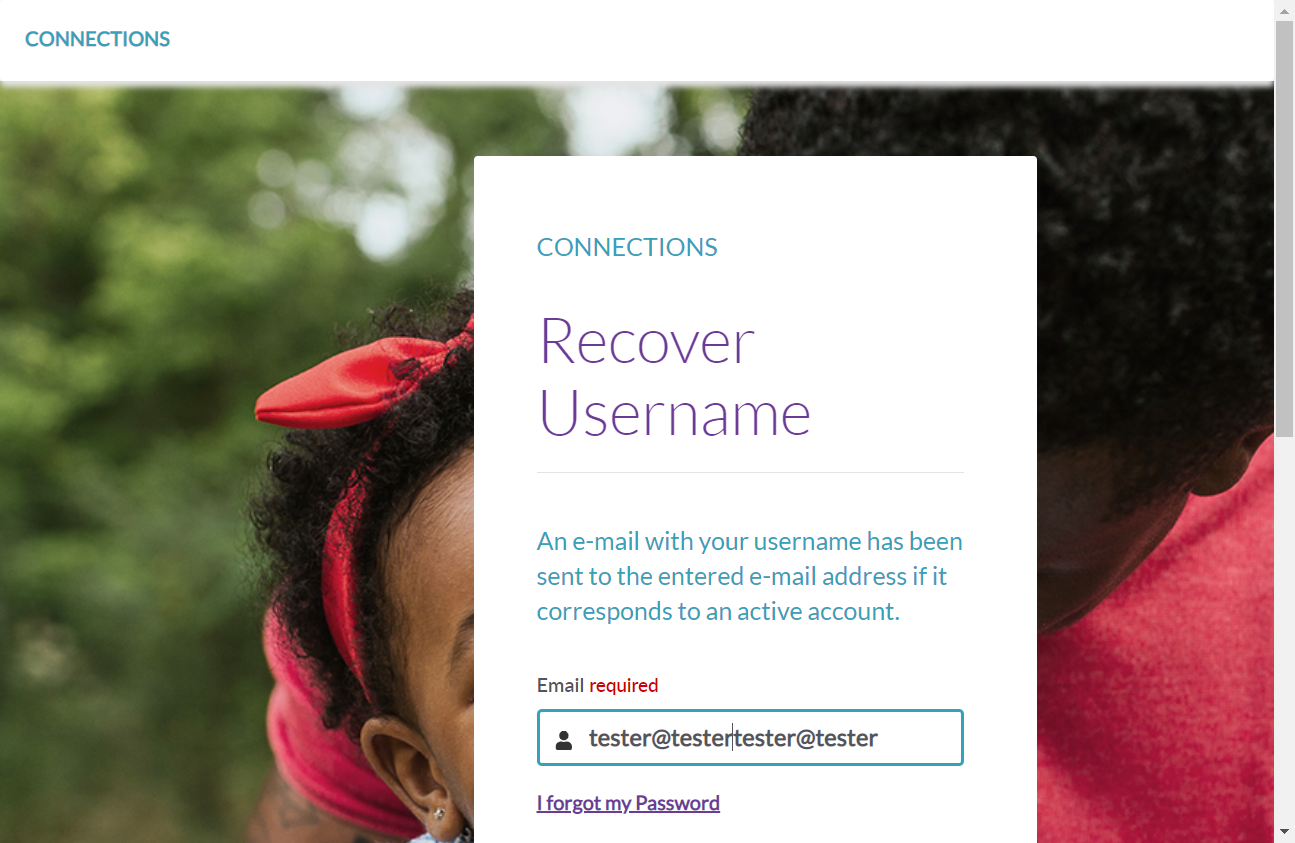 CONNECTIONS
CONNECTIONS
Recover
Username
An e-mail with your username has been
sent to the entered e-mail address if it
corresponds to an active account.
Email required
tester@testertester@tester
I forgot my Password